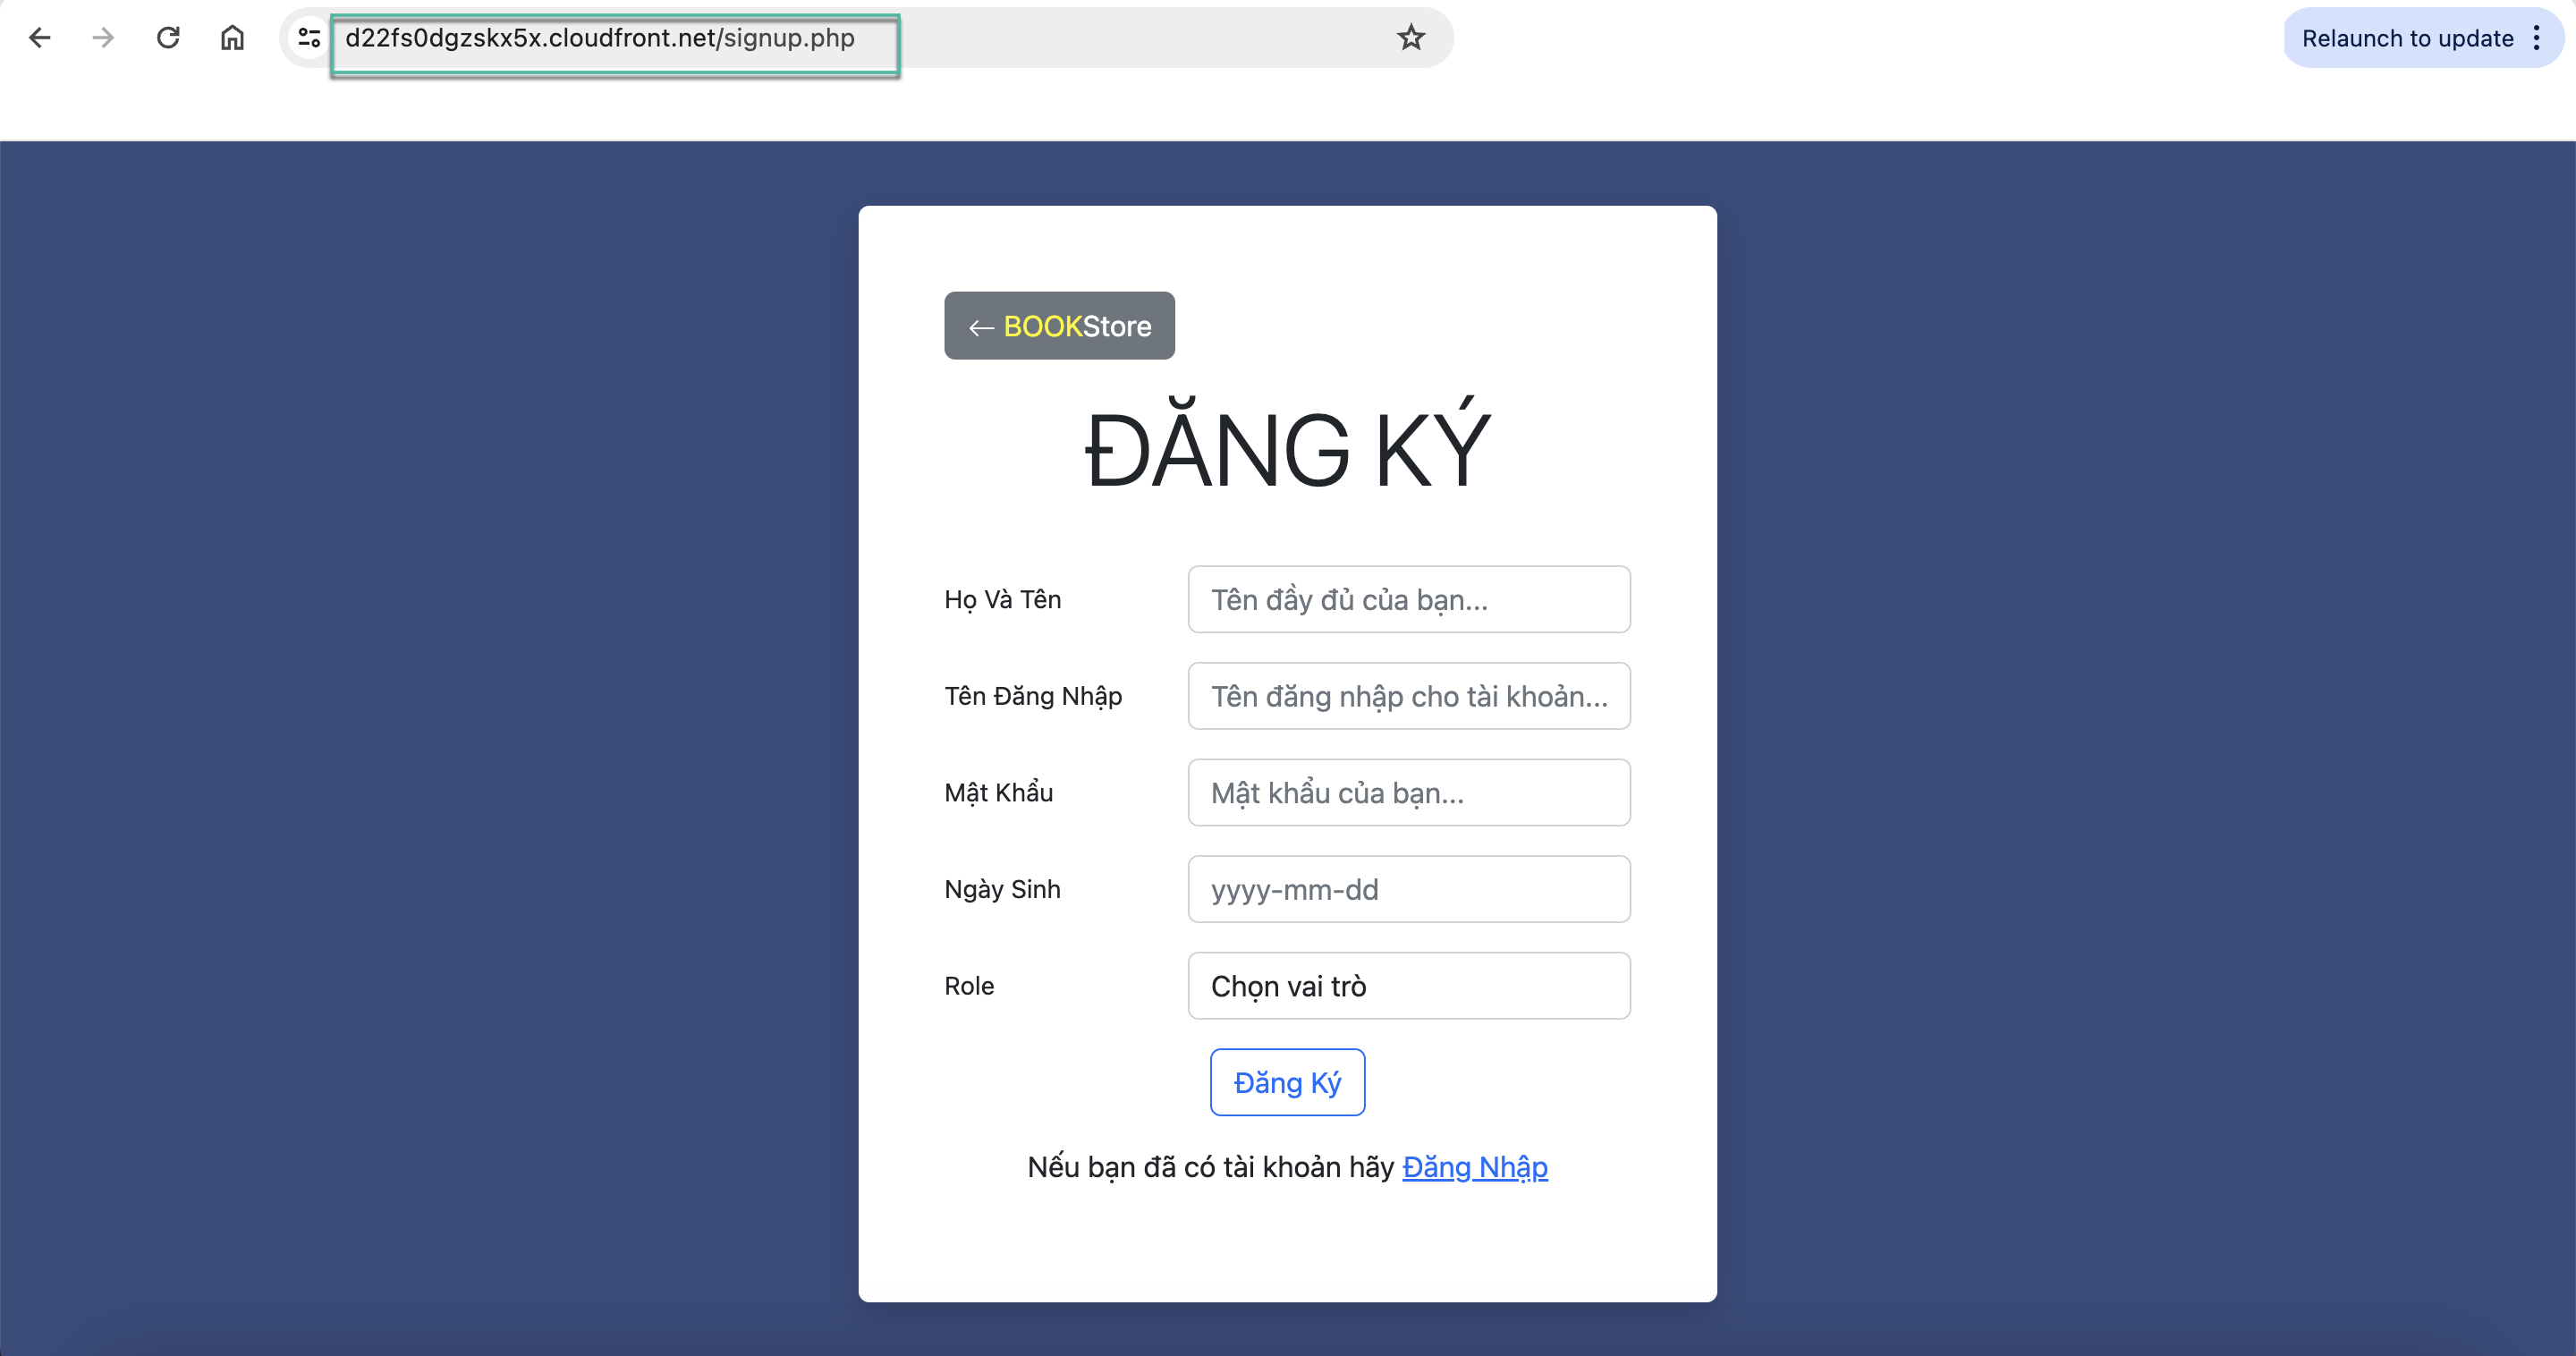 d22fs0dgzskx5x.cloudfront.net/signup.php
Relaunch to update
← BOOKStore
ĐĂNG KÝ
Họ Và Tên
Tên đầy đủ của bạn...
Tên Đăng Nhập
Tên đăng nhập cho tài khoản...
Mật Khẩu
Mật khẩu của bạn...
Ngày Sinh
yyyy-mm-dd
Role
Chọn vai trò
Đăng Ký
Nếu bạn đã có tài khoản hãy Đăng Nhập